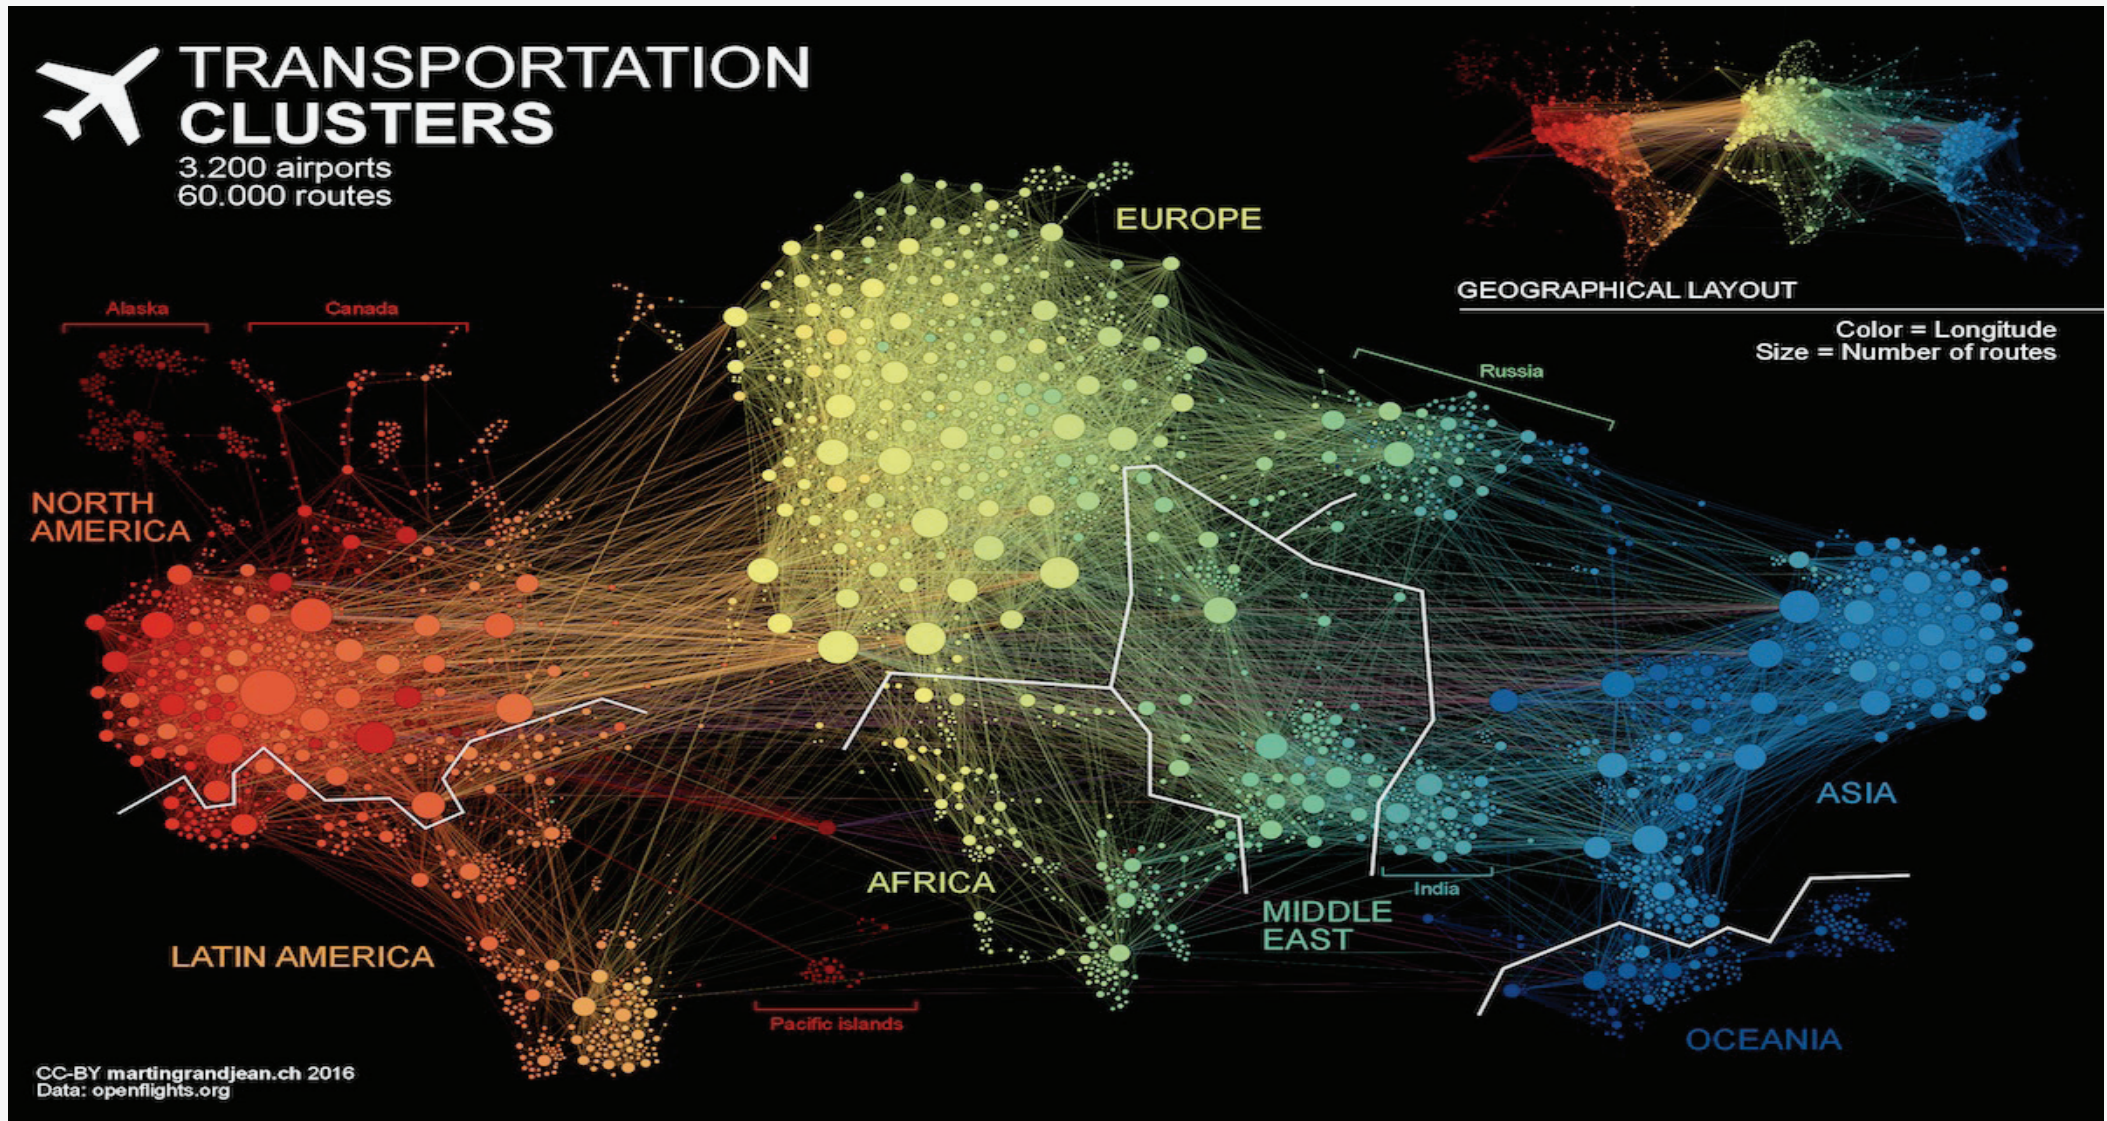 TRANSPORTATION
CLUSTERS
3.200 airports
60.000 routes
EUROPE
GEOGRAPHICAL LAYOUT
Color = Longitude
Size = Number of routes
Alaska
Canada
Russia
NORTH
AMERICA
ASIA
AFRICA
India
MIDDLE
EAST
LATIN AMERICA
Pacific islands
OCEANIA
CC-BY martingrandjean.ch 2016
Data: openflights.org